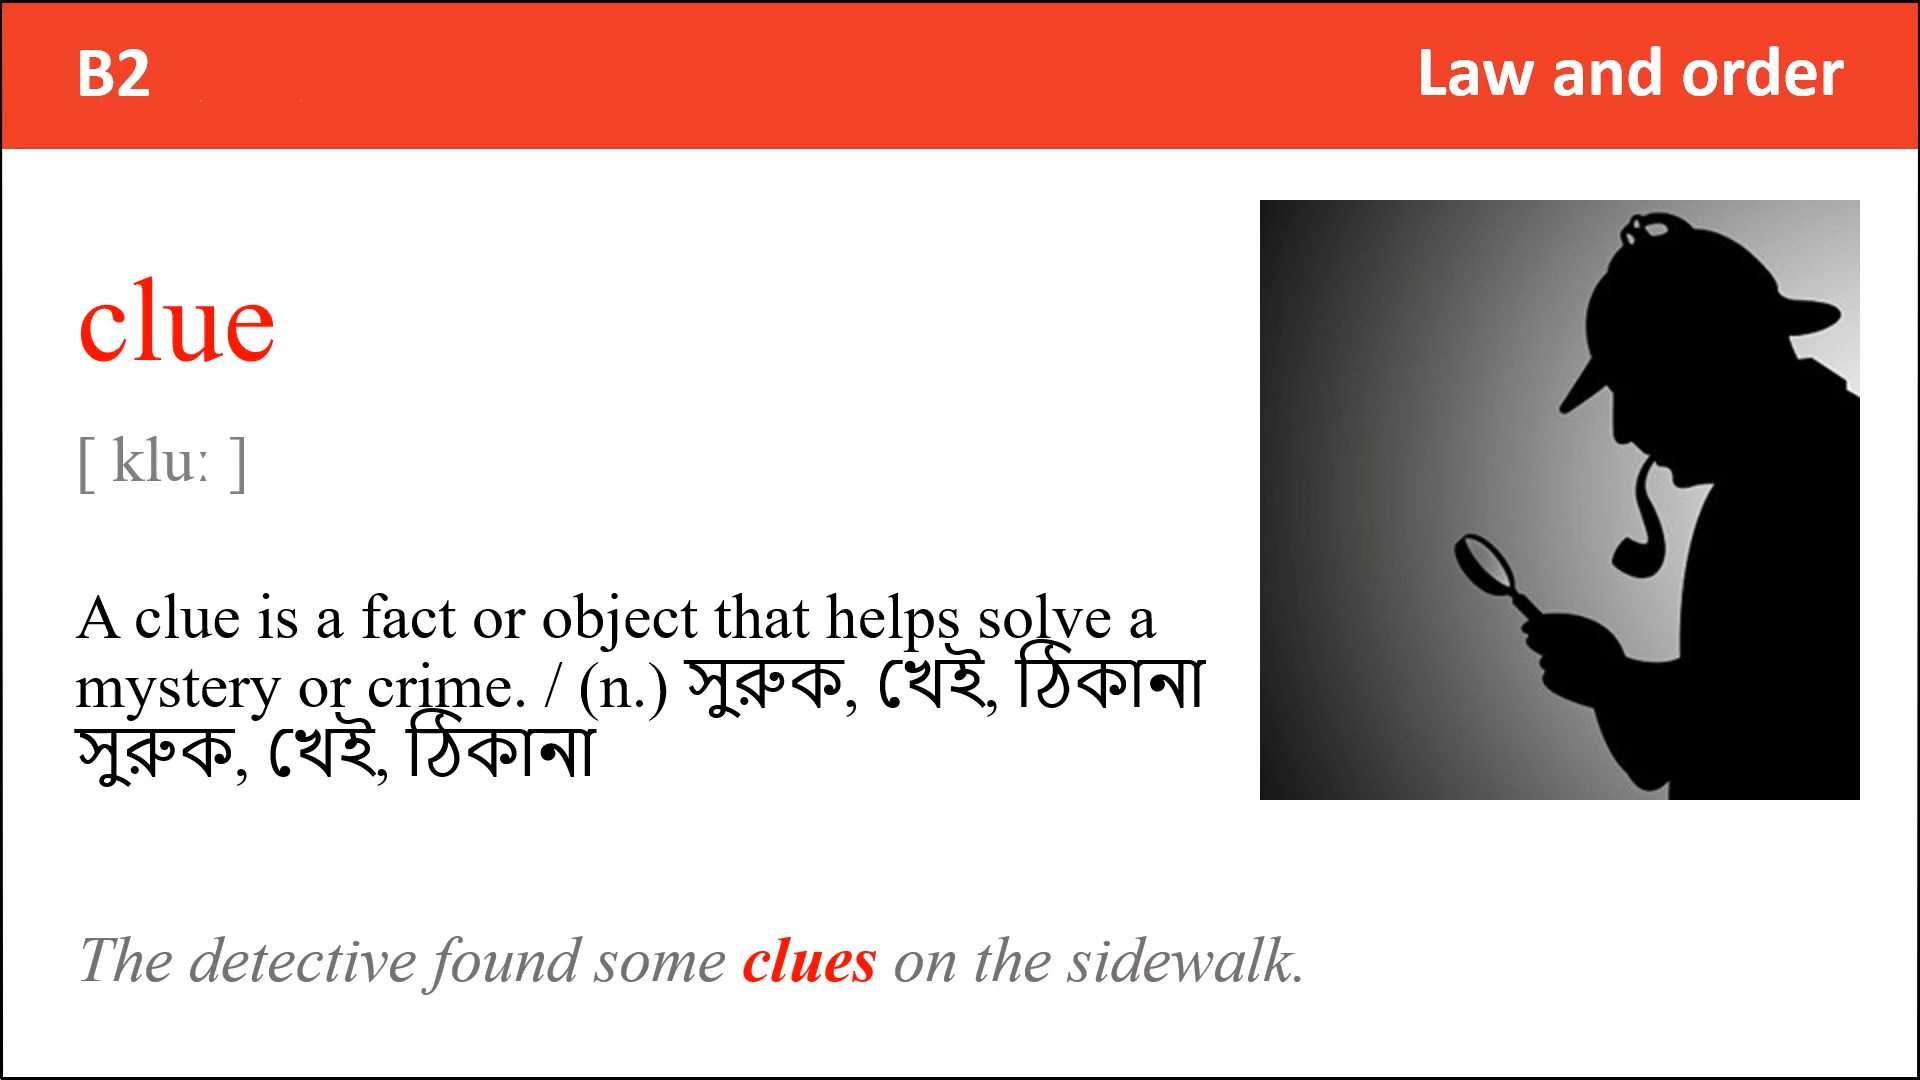 B2
Law and order
clue
[ kluː ]
A clue is a fact or object that helps solve a
mystery or crime. / (n.) সুরুক, খেই, ঠিকানা
সুরুক, খেই, ঠিকানা
The detective found some clues on the sidewalk.